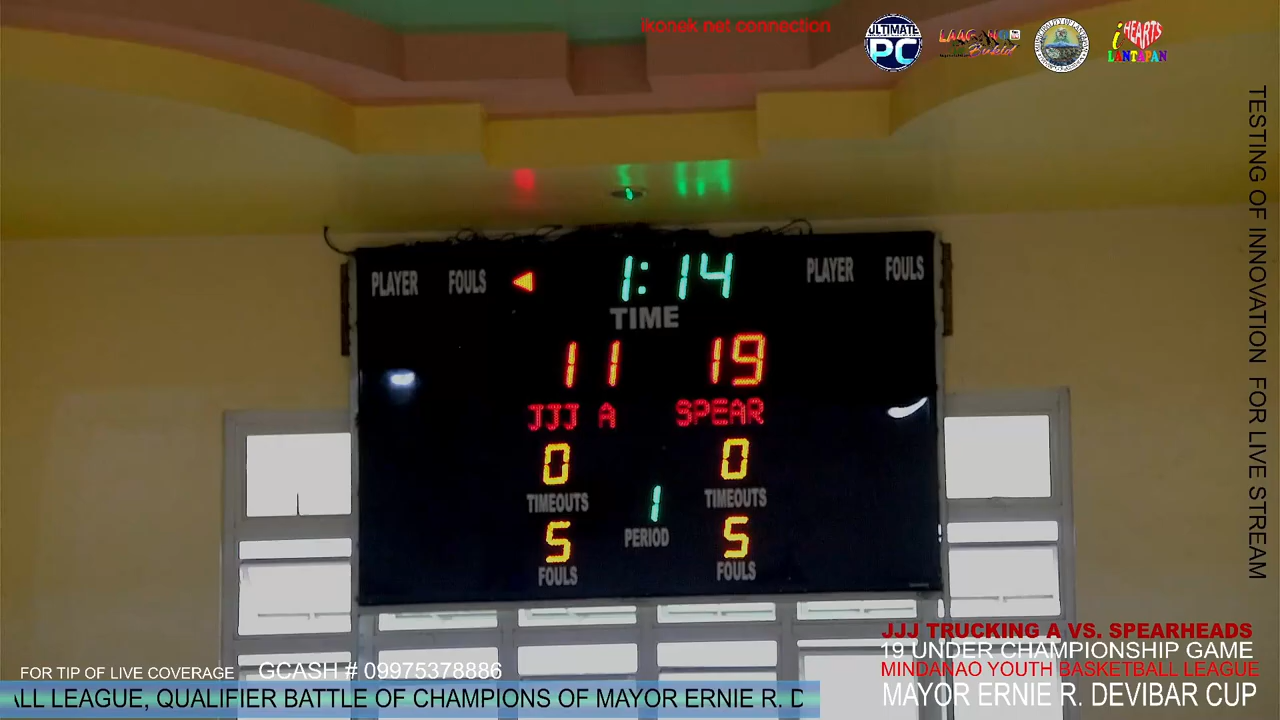 ikonek net connection
ULTIMATE
PC
i HEARTS
LANTAPAN
TESTING OF INNOVATION FOR LIVE STREAM
PLAYER FOULS 1:14 PLAYER FOULS
TIME
11 19
JJJ A SPEAR
0 0
TIMEOUTS 1 TIMEOUTS
PERIOD
5 5
FOULS FOULS
JJJ TRUCKING A VS. SPEARHEADS
19 UNDER CHAMPIONSHIP GAME
MINDANAO YOUTH BASKETBALL LEAGUE
MAYOR ERNIE R. DEVIBAR CUP
FOR TIP OF LIVE COVERAGE GCASH # 09975378886
ALL LEAGUE, QUALIFIER BATTLE OF CHAMPIONS OF MAYOR ERNIE R. D